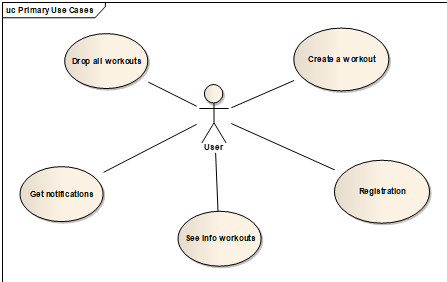 uc Primary Use Cases
Drop all workouts
Create a workout
User
Get notifications
Registration
See info workouts